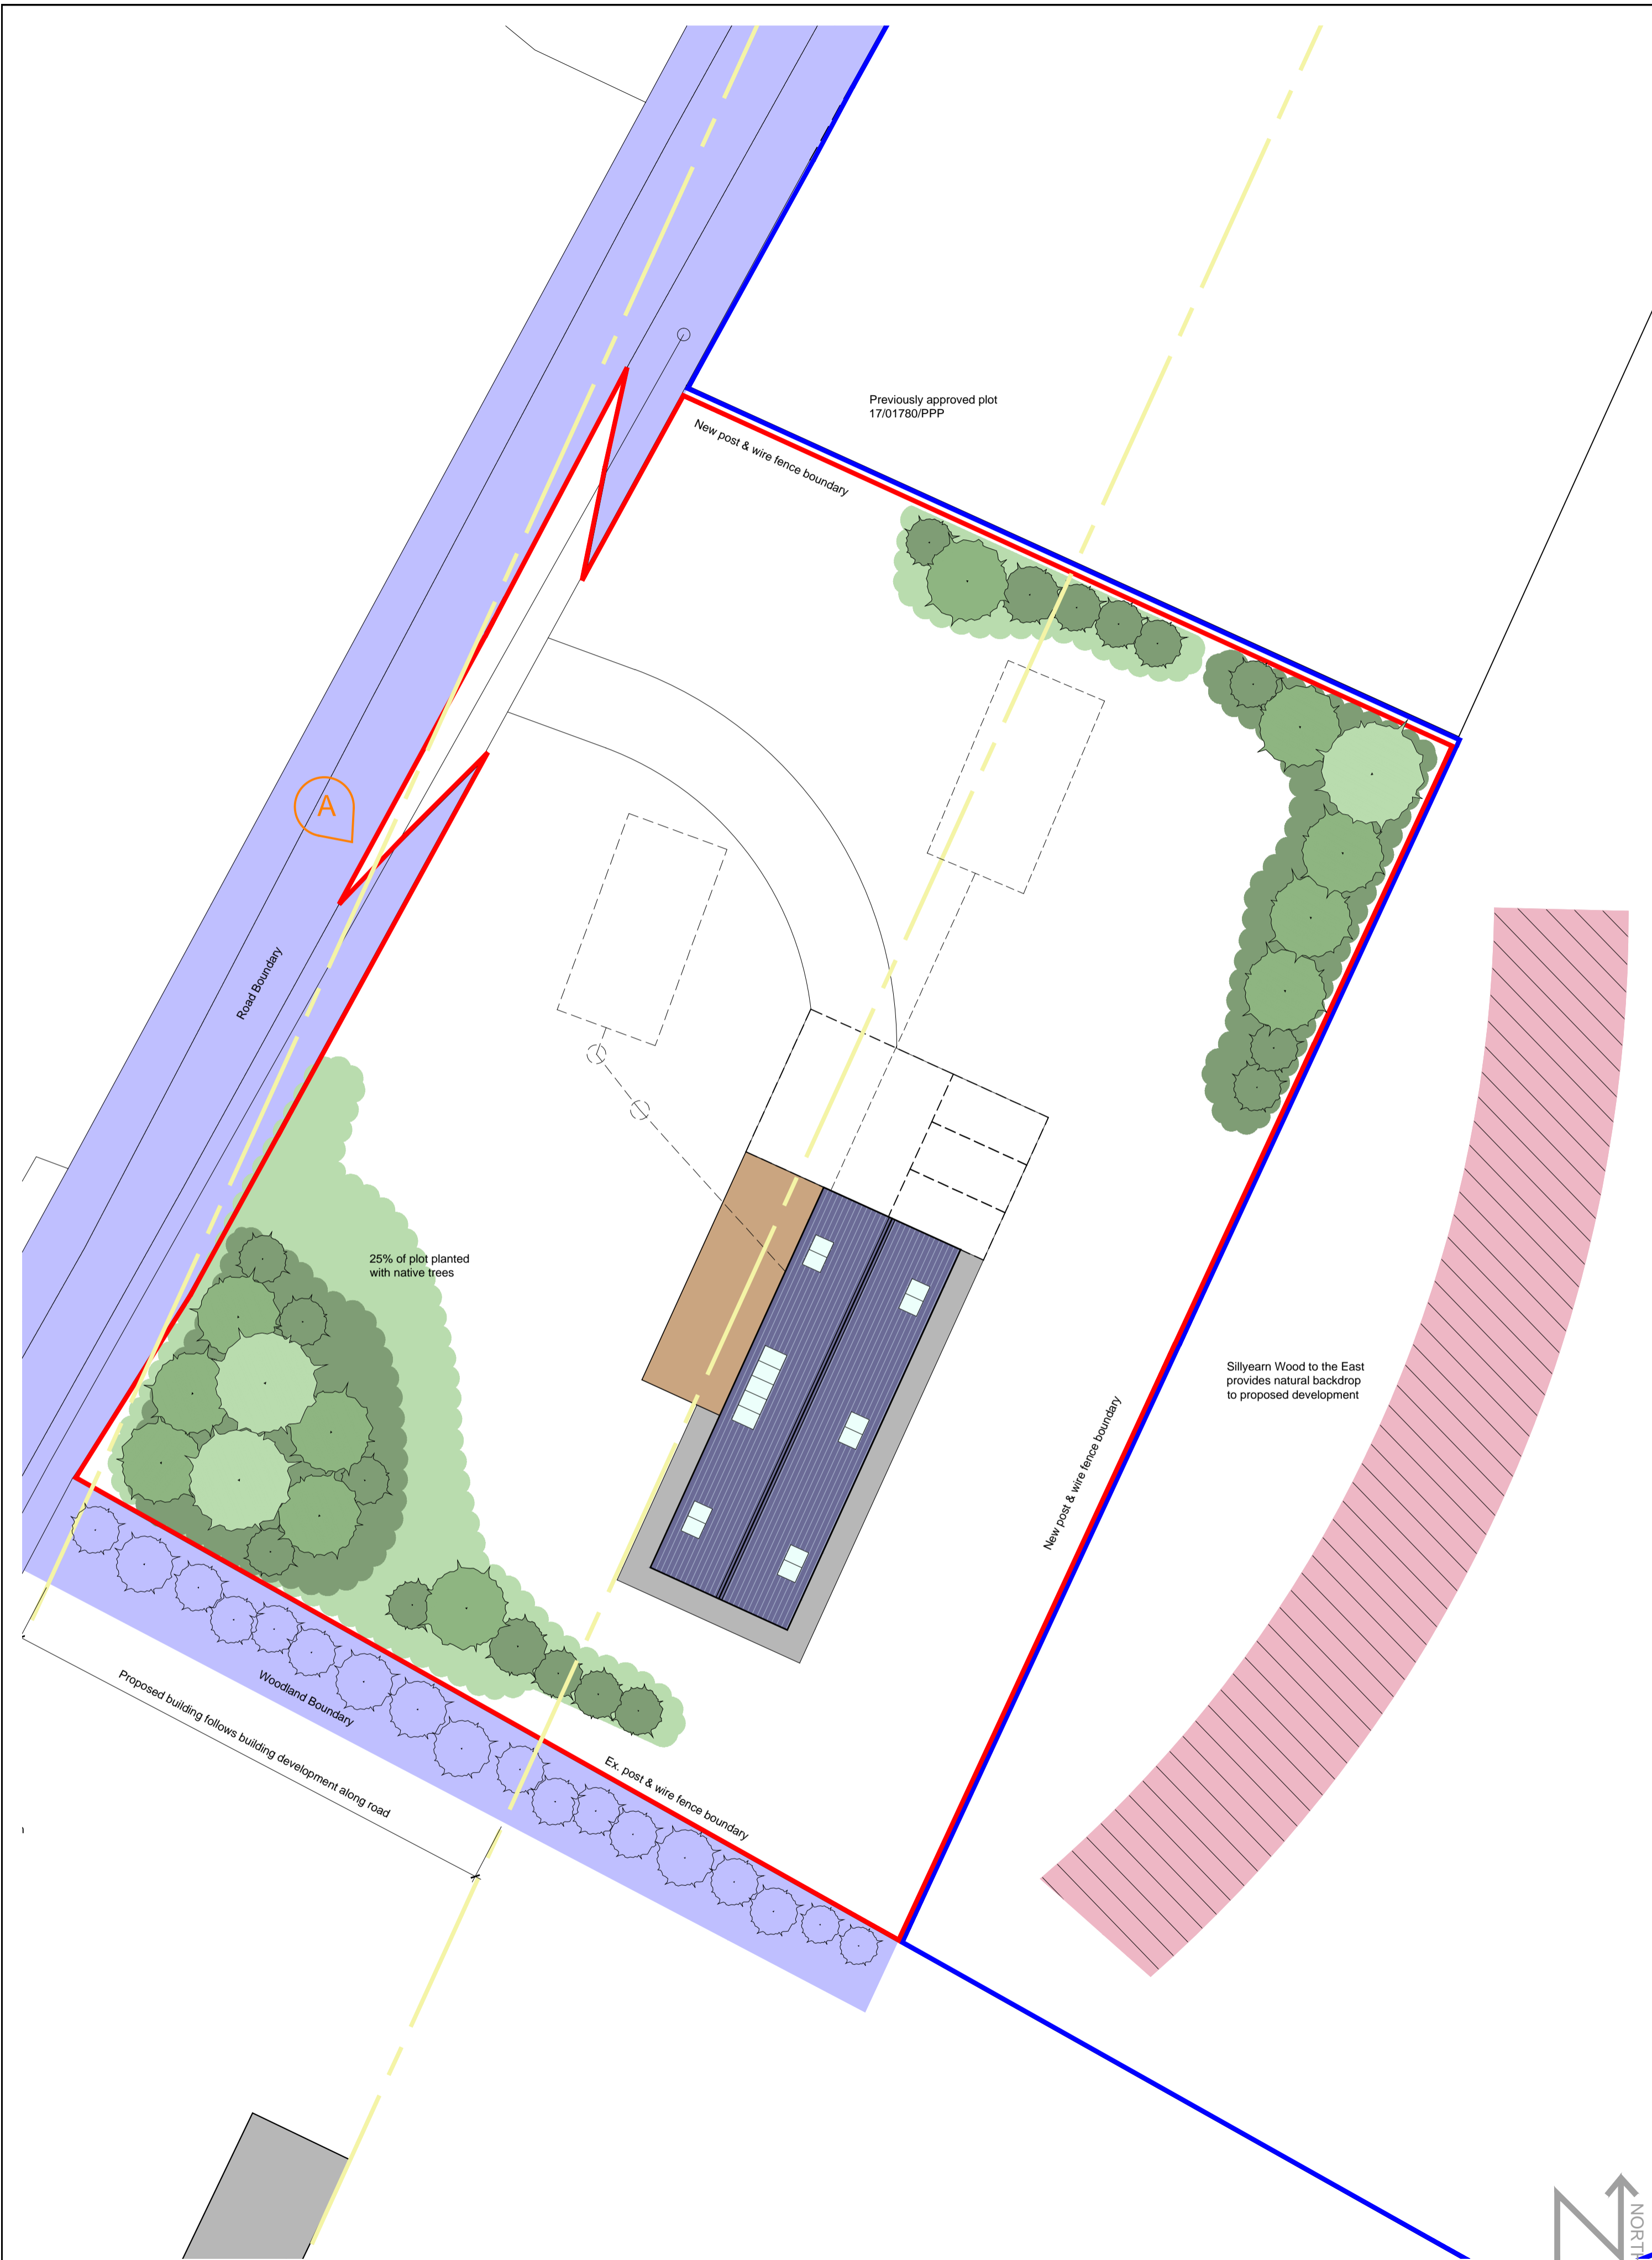 Previously approved plot
17/01780/PPP
New post & wire fence boundary
A
Road Boundary
25% of plot planted
with native trees
Sillyearn Wood to the East
provides natural backdrop
to proposed development
New post & wire fence boundary
Woodland Boundary
Proposed building follows building development along road
Ex. post & wire fence boundary